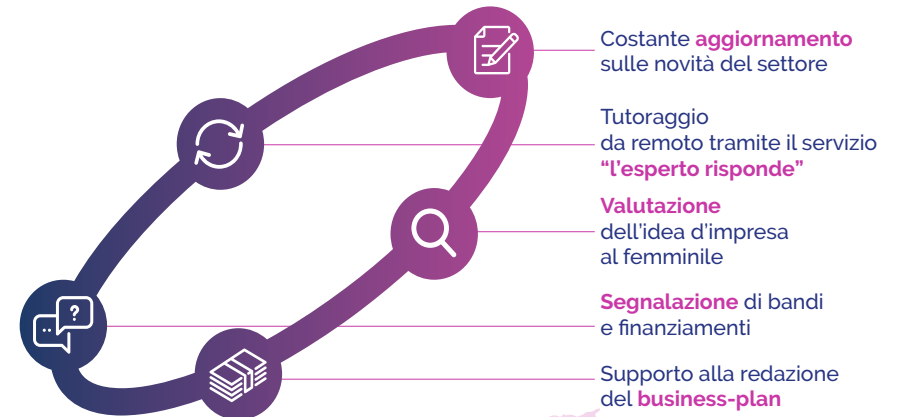 Costante aggiornamento
sulle novità del settore
Tutoraggio
da remoto tramite il servizio
“l’esperto risponde”
Valutazione
dell’idea d’impresa
al femminile
Segnalazione di bandi
e finanziamenti
Supporto alla redazione
del business-plan
?